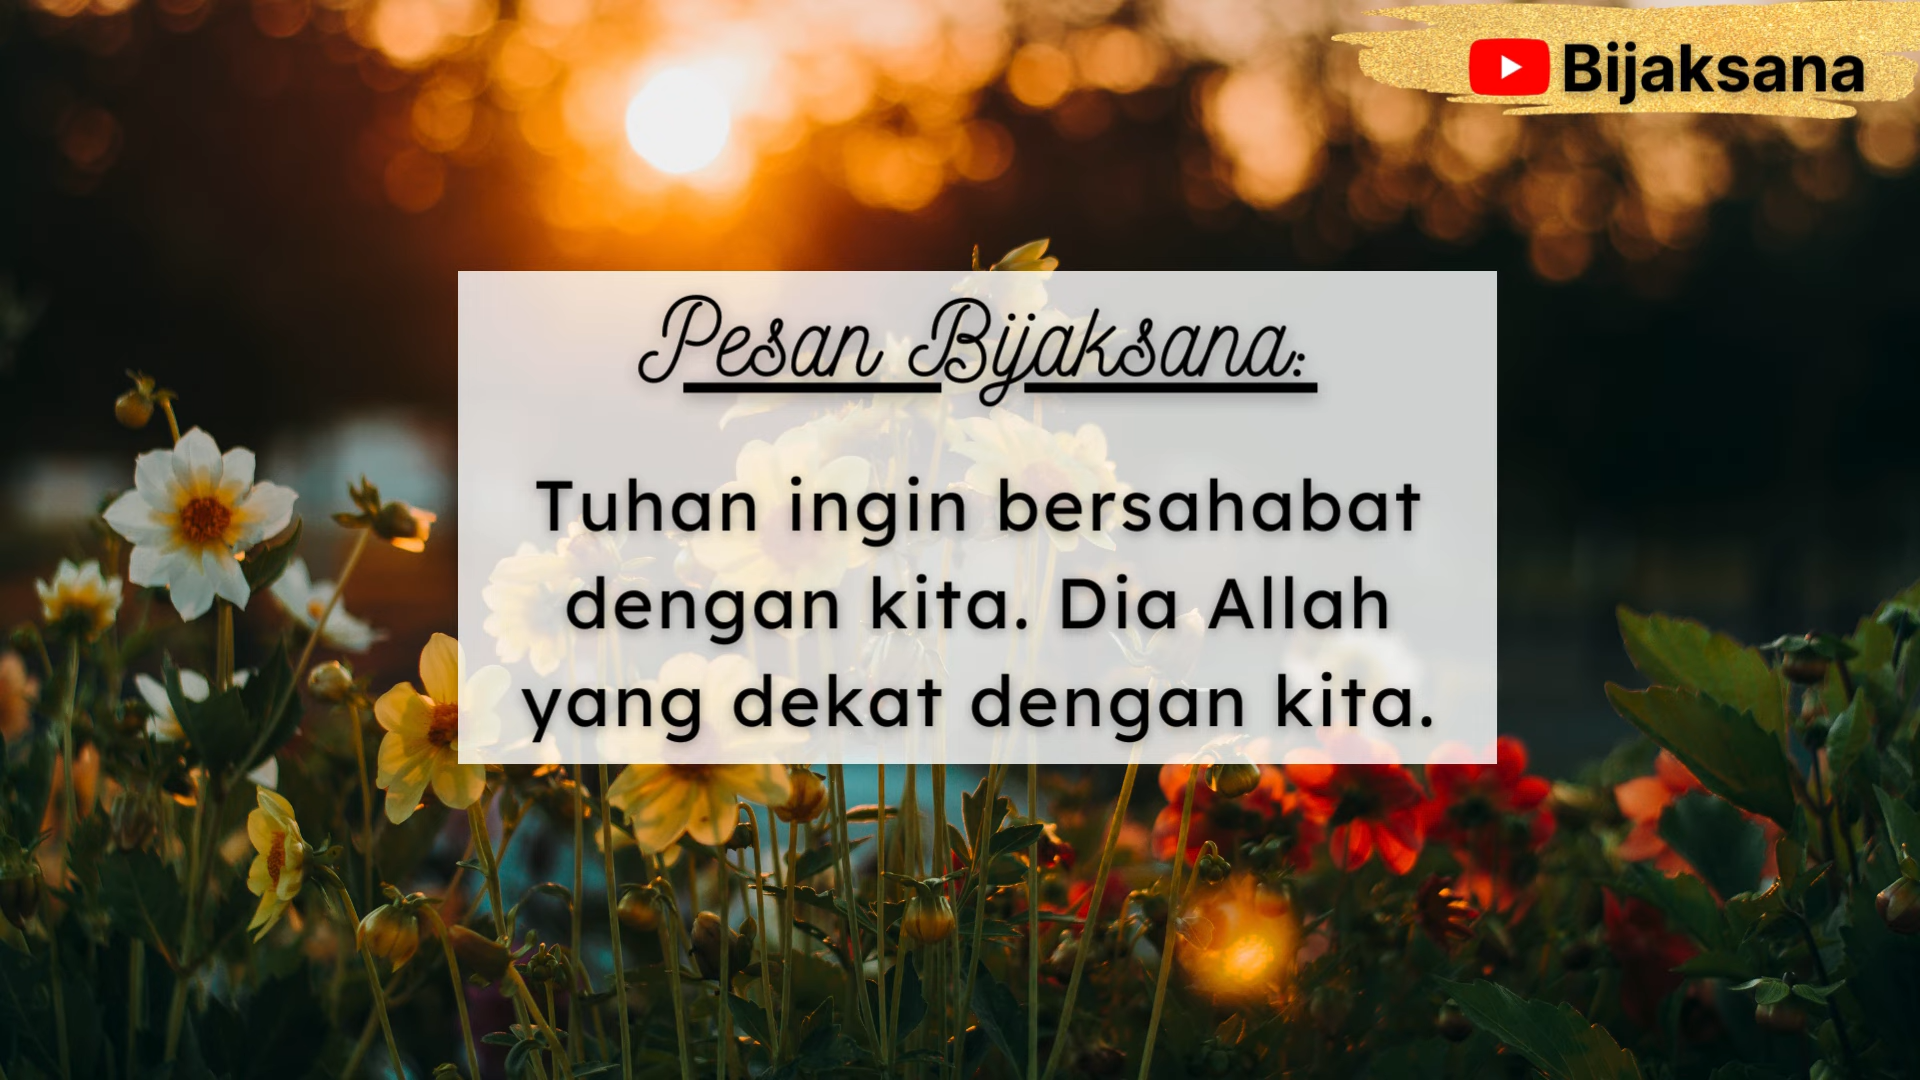 Bijaksana
Pesan Bijaksana:
Tuhan ingin bersahabat
dengan kita. Dia Allah
yang dekat dengan kita.